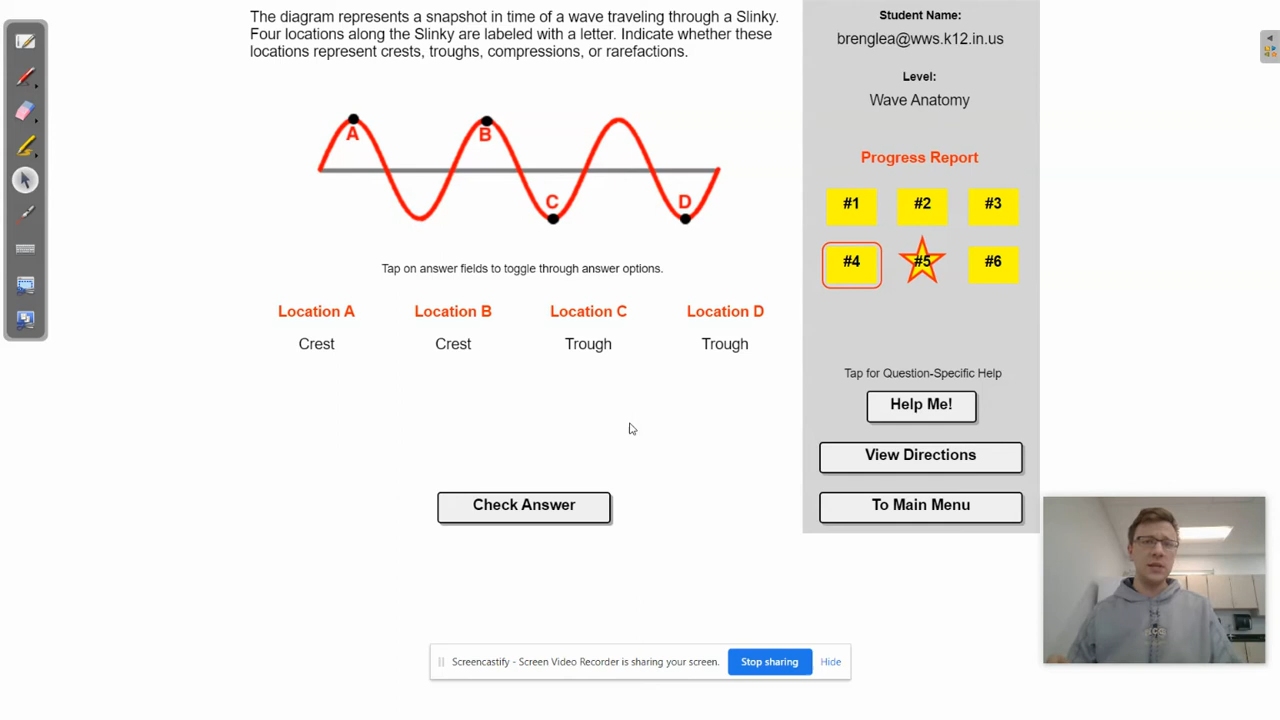 The diagram represents a snapshot in time of a wave traveling through a Slinky.
Four locations along the Slinky are labeled with a letter. Indicate whether these
locations represent crests, troughs, compressions, or rarefactions.
A
B
C
D
Tap on answer fields to toggle through answer options.
Location A
Location B
Location C
Location D
Crest
Crest
Trough
Trough
Check Answer
Student Name:
brenglea@wws.k12.in.us
Level:
Wave Anatomy
Progress Report
#1
#2
#3
#4
#5
#6
Tap for Question-Specific Help
Help Me!
View Directions
To Main Menu
Screencastify - Screen Video Recorder is sharing your screen.
Stop sharing
Hide